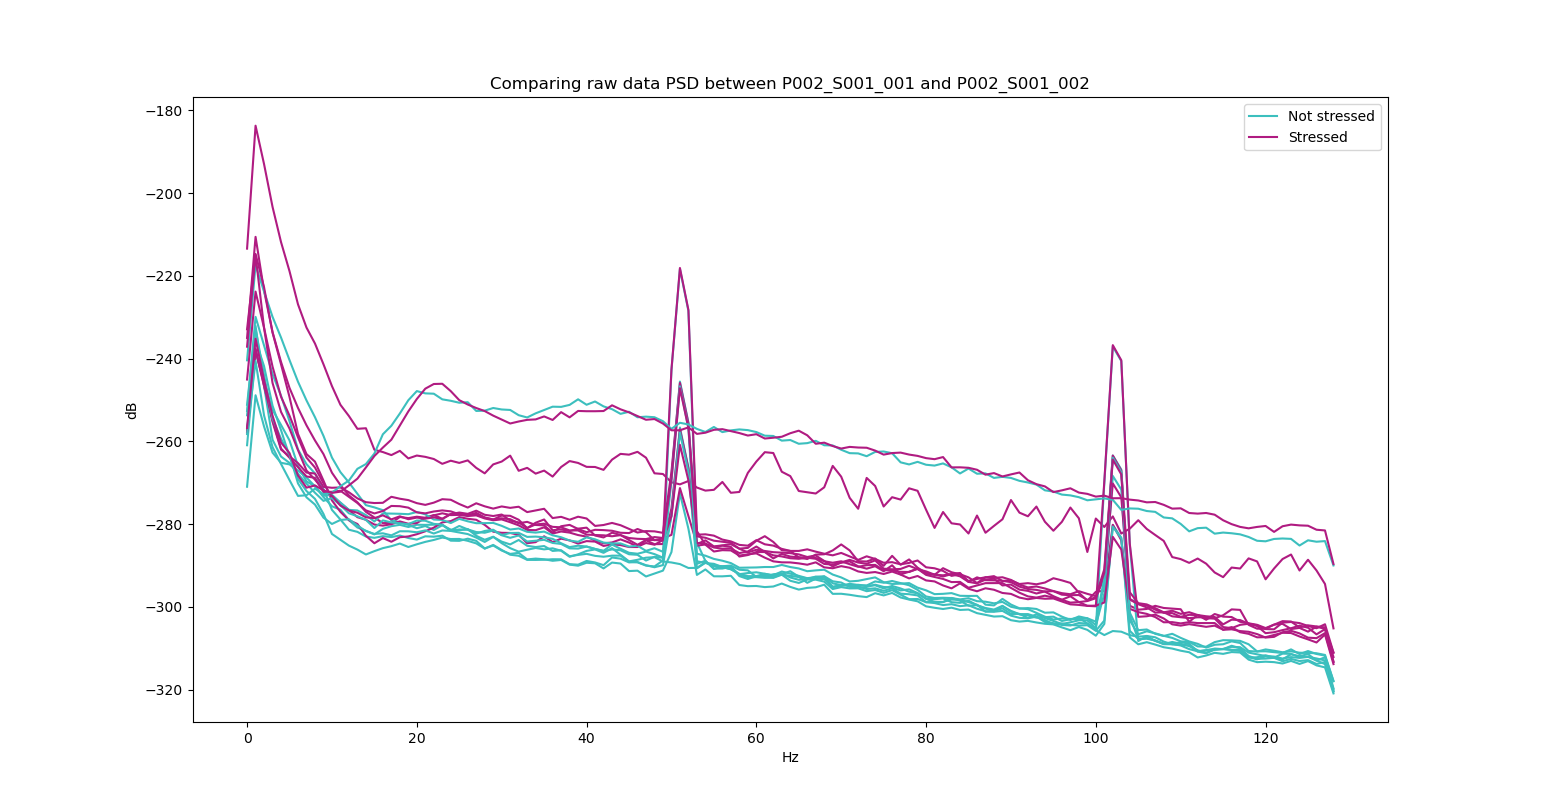 Comparing raw data PSD between P002_S001_001 and P002_S001_002
Not stressed
Stressed
dB
−180
−200
−220
−240
−260
−280
−300
−320
0 20 40 60 80 100 120
Hz